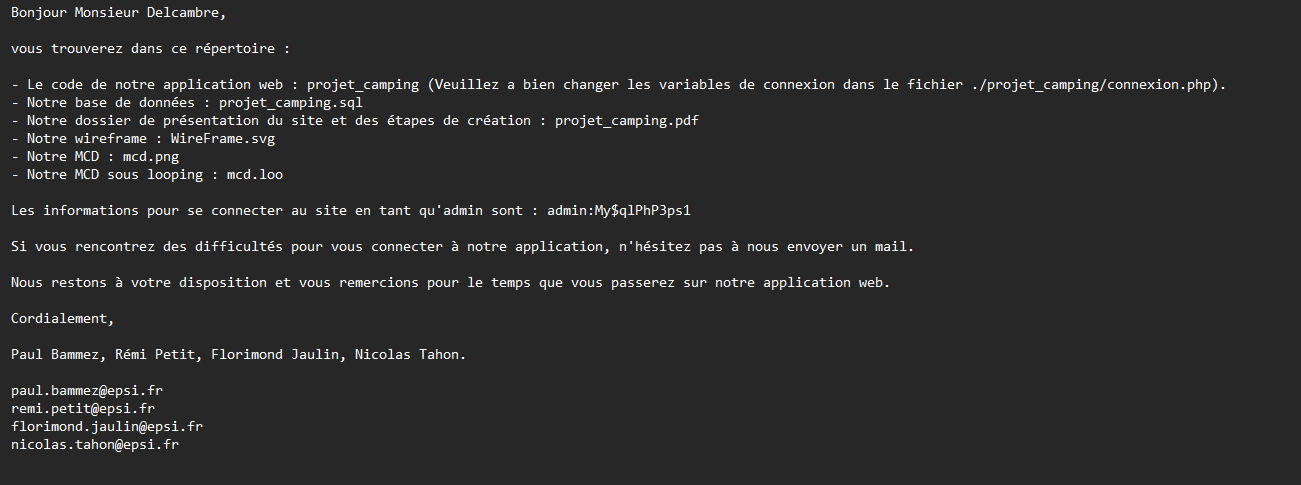 Bonjour Monsieur Delcambre,
vous trouverez dans ce répertoire :
- Le code de notre application web : projet_camping (Veuillez a bien changer les variables de connexion dans le fichier ./projet_camping/connexion.php).
- Notre base de données : projet_camping.sql
- Notre dossier de présentation du site et des étapes de création : projet_camping.pdf
- Notre wireframe : WireFrame.svg
- Notre MCD : mcd.png
- Notre MCD sous looping : mcd.loo
Les informations pour se connecter au site en tant qu'admin sont : admin:My$qlPhP3ps1
Si vous rencontrez des difficultés pour vous connecter à notre application, n'hésitez pas à nous envoyer un mail.
Nous restons à votre disposition et vous remercions pour le temps que vous passerez sur notre application web.
Cordialement,
Paul Bammez, Rémi Petit, Florimond Jaulin, Nicolas Tahon.
paul.bammez@epsi.fr
remi.petit@epsi.fr
florimond.jaulin@epsi.fr
nicolas.tahon@epsi.fr